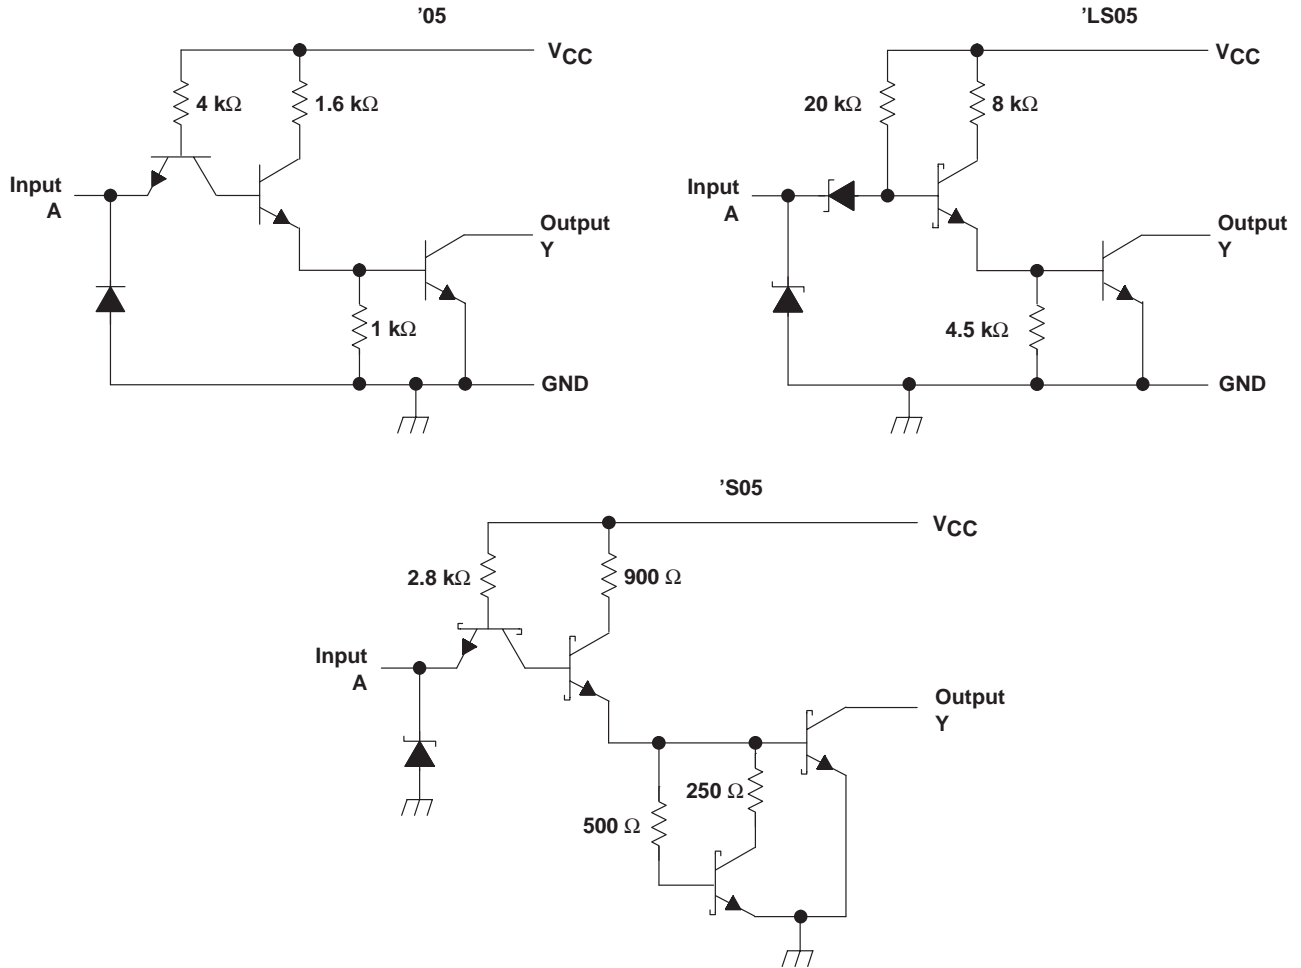 ’05
VCC
4 kΩ
1.6 kΩ
Input
A
Output
Y
1 kΩ
GND
’LS05
VCC
20 kΩ
8 kΩ
Input
A
Output
Y
4.5 kΩ
GND
’S05
VCC
2.8 kΩ
900 Ω
Input
A
Output
Y
250 Ω
500 Ω